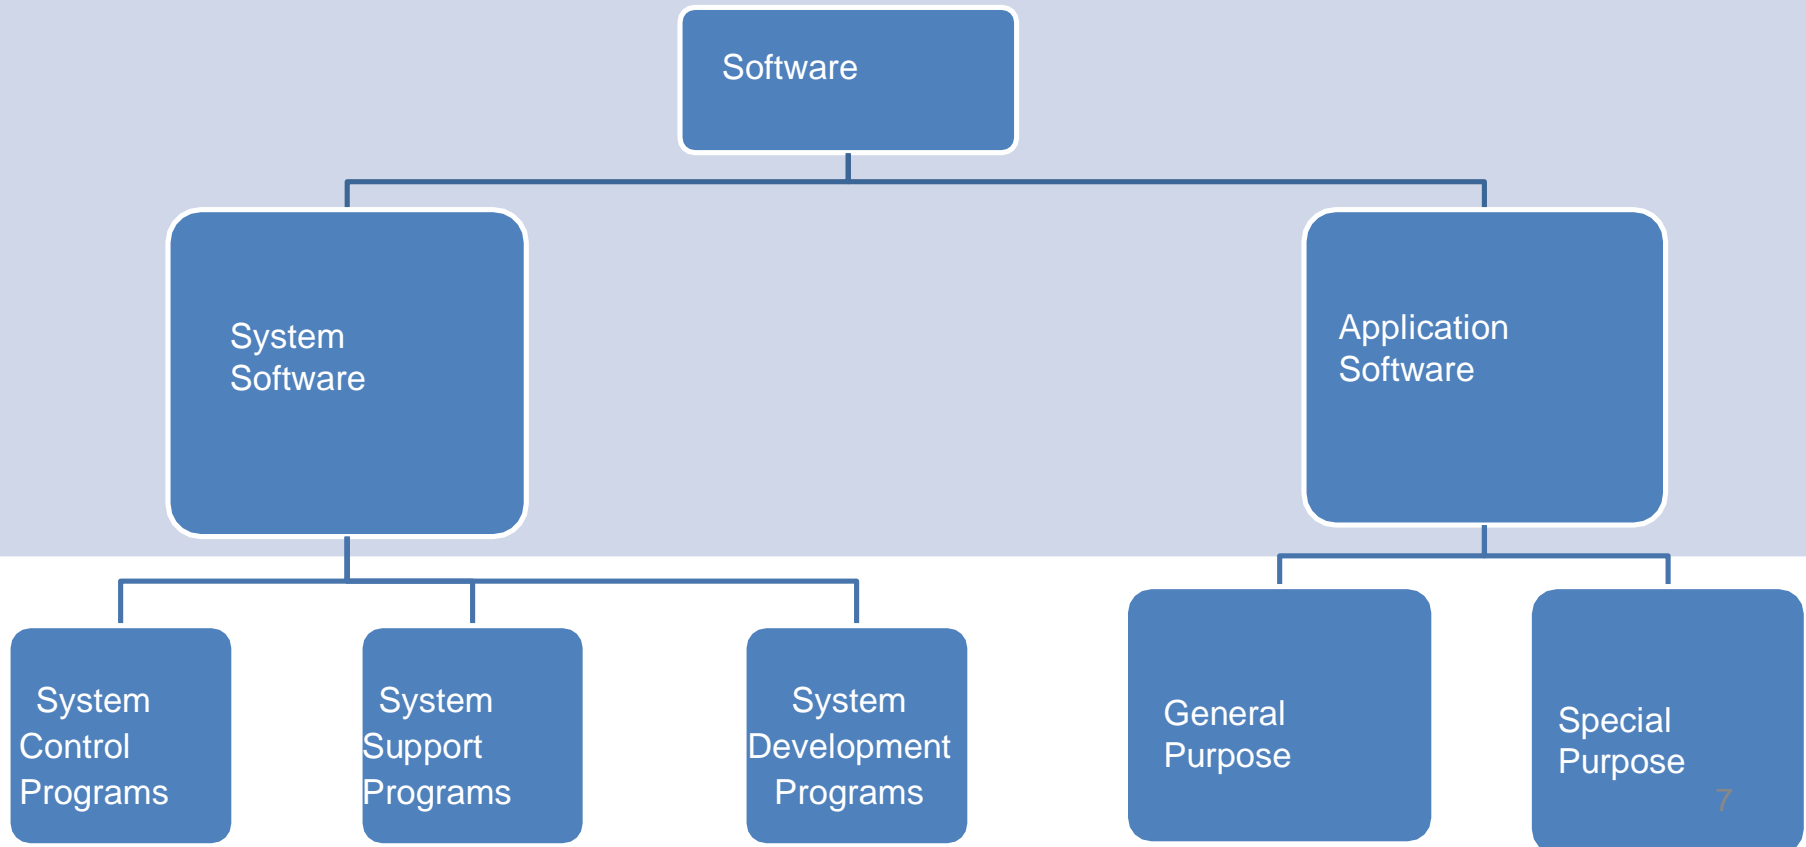 Software
System
Software
Application
Software
System
Control
Programs
System
Support
Programs
System
Development
Programs
General
Purpose
Special
Purpose
7